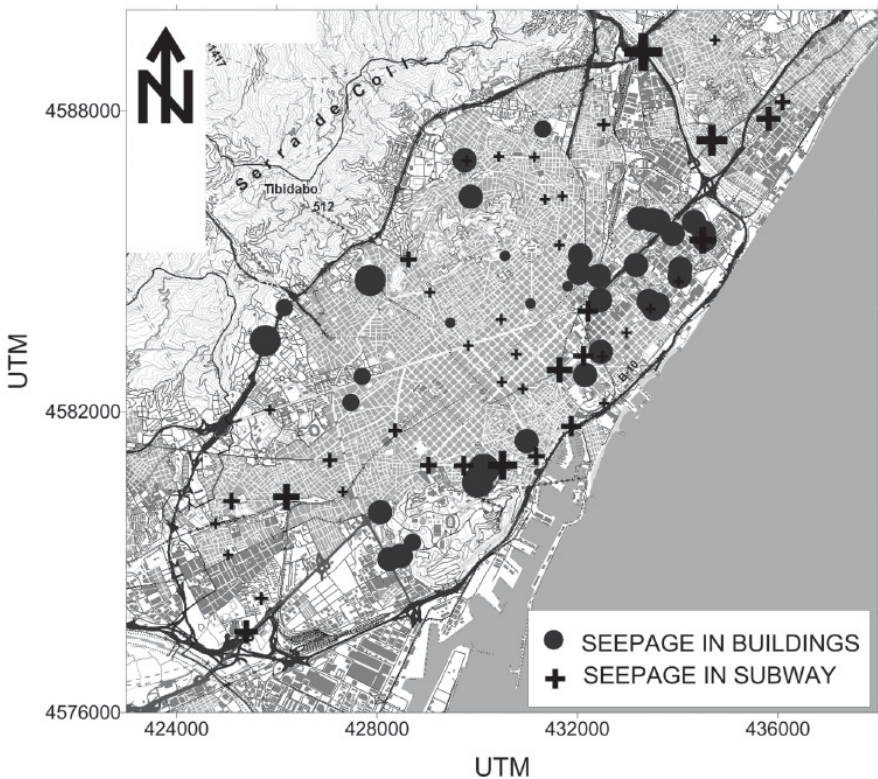 N
Serra de Coll
Tibidabo
512
4588000
4582000
4576000
UTM
B-10
SEEPAGE IN BUILDINGS
SEEPAGE IN SUBWAY
424000 428000 432000 436000
UTM